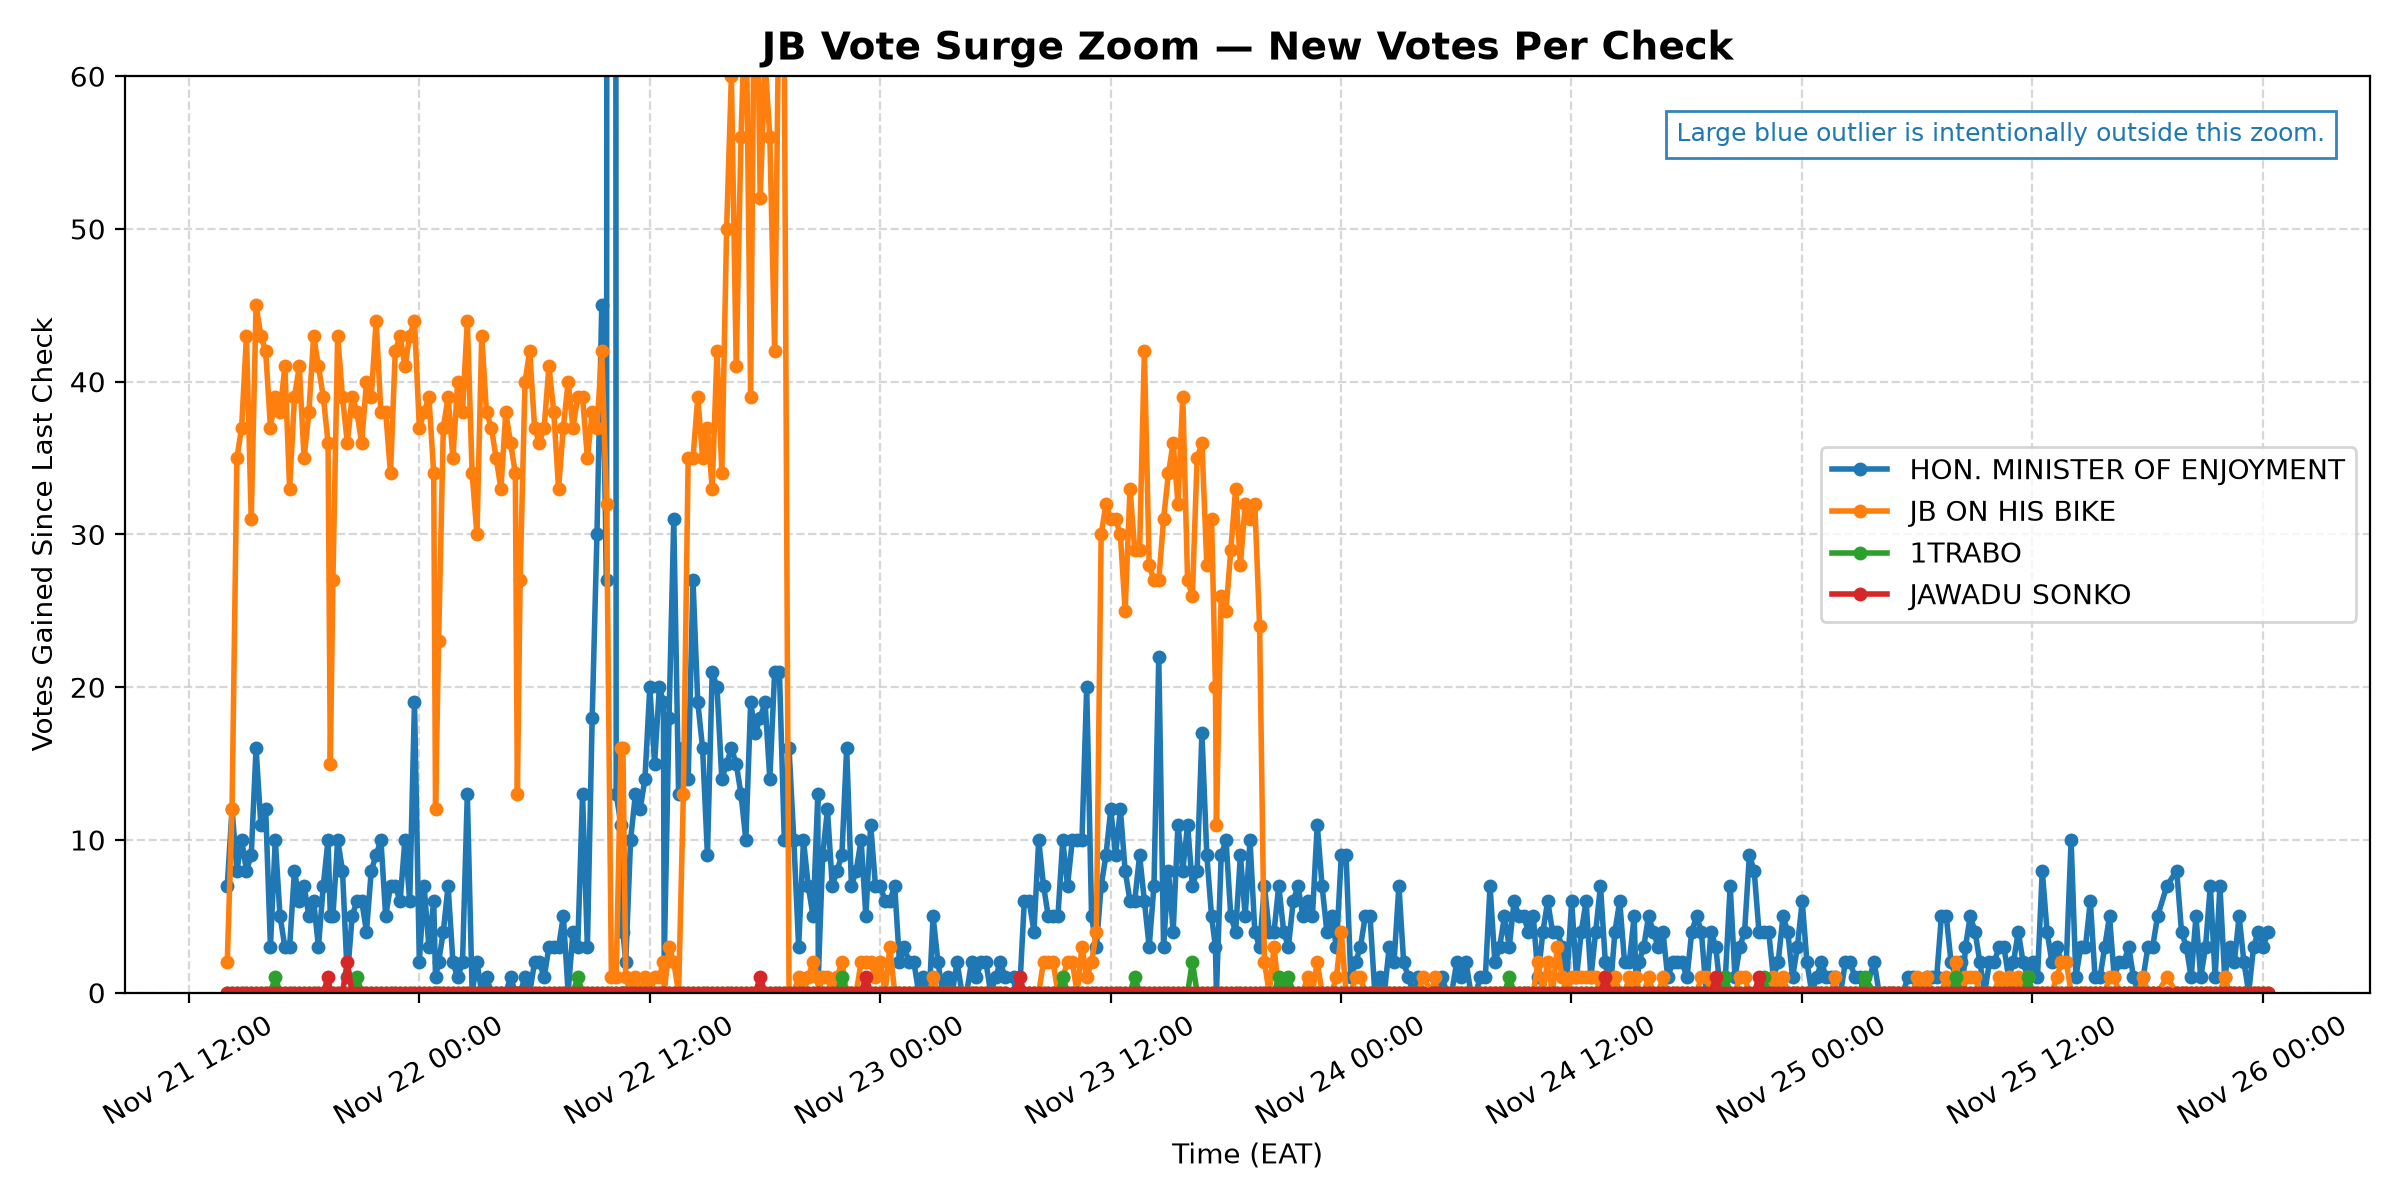 JB Vote Surge Zoom — New Votes Per Check
60
50
40
30
20
10
0
Votes Gained Since Last Check
Large blue outlier is intentionally outside this zoom.
HON. MINISTER OF ENJOYMENT
JB ON HIS BIKE
1TRABO
JAWADU SONKO
Nov 21 12:00
Nov 22 00:00
Nov 22 12:00
Nov 23 00:00
Nov 23 12:00
Nov 24 00:00
Nov 24 12:00
Nov 25 00:00
Nov 25 12:00
Nov 26 00:00
Time (EAT)